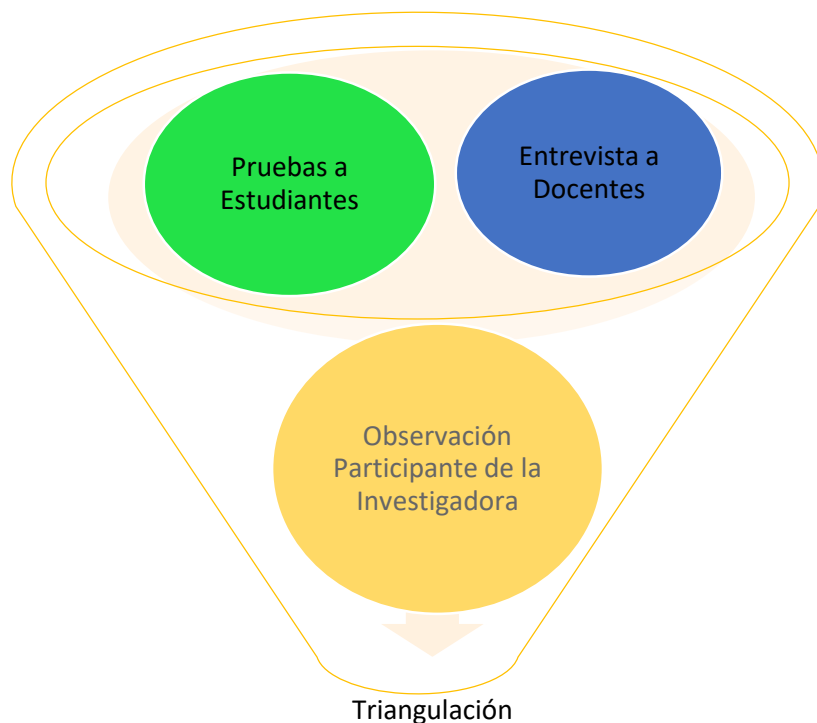 Pruebas a
Estudiantes
Entrevista a
Docentes
Observación
Participante de la
Investigadora
Triangulación